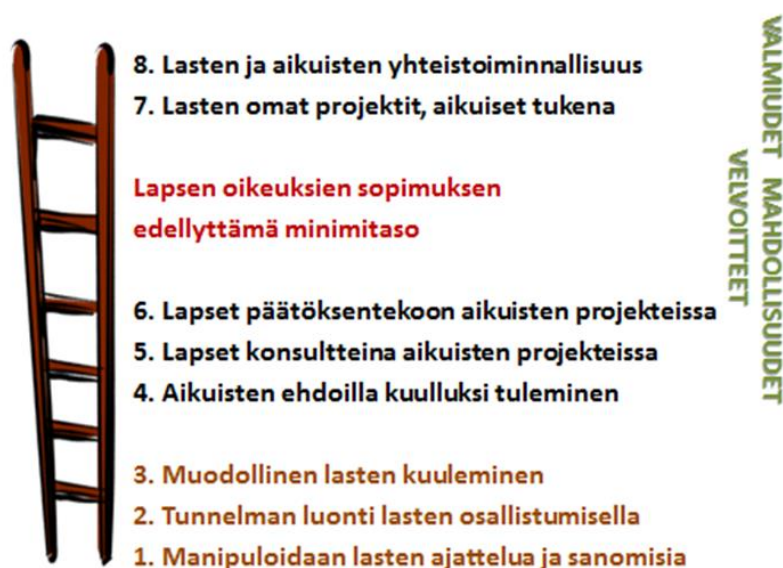 8. Lasten ja aikuisten yhteistoiminnallisuus
7. Lasten omat projektit, aikuiset tukena
Lapsen oikeuksien sopimuksen
edellyttämä minimitaso
6. Lapset päätöksentekoon aikuisten projekteissa
5. Lapset konsultteina aikuisten projekteissa
4. Aikuisten ehdoilla kuulluksi tuleminen
3. Muodollinen lasten kuuleminen
2. Tunnelman luonti lasten osallistumisella
1. Manipuloidaan lasten ajattelua ja sanomisia
VALMIUDET MAHDOLLISUUDET
VELVOITTEET